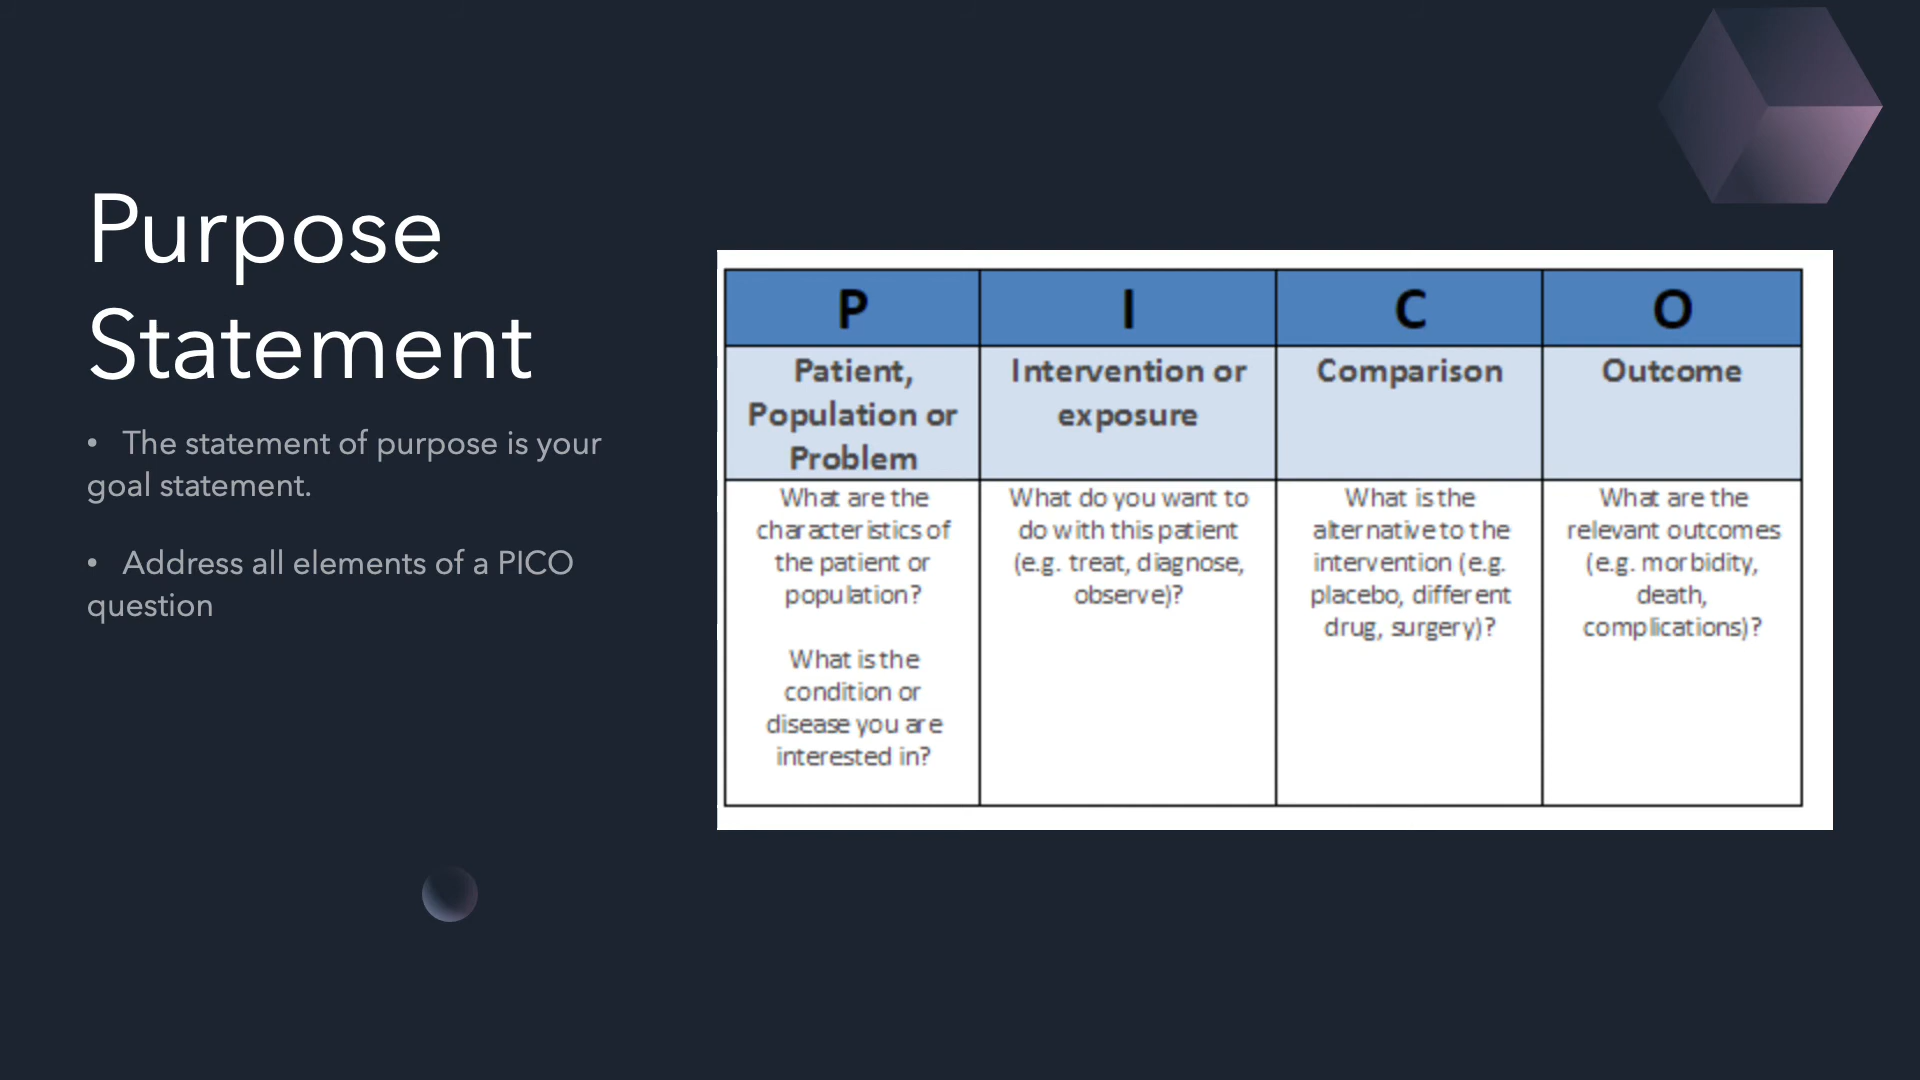 Purpose
Statement
• The statement of purpose is your
goal statement.
• Address all elements of a PICO
question
P
I
C
O
Patient,
Population or
Problem
Intervention or
exposure
Comparison
Outcome
What are the
characteristics of
the patient or
population?
What is the
condition or
disease you are
interested in?
What do you want to
do with this patient
(e.g. treat, diagnose,
observe)?
What is the
alternative to the
intervention (e.g.
placebo, different
drug, surgery)?
What are the
relevant outcomes
(e.g. morbidity,
death,
complications)?